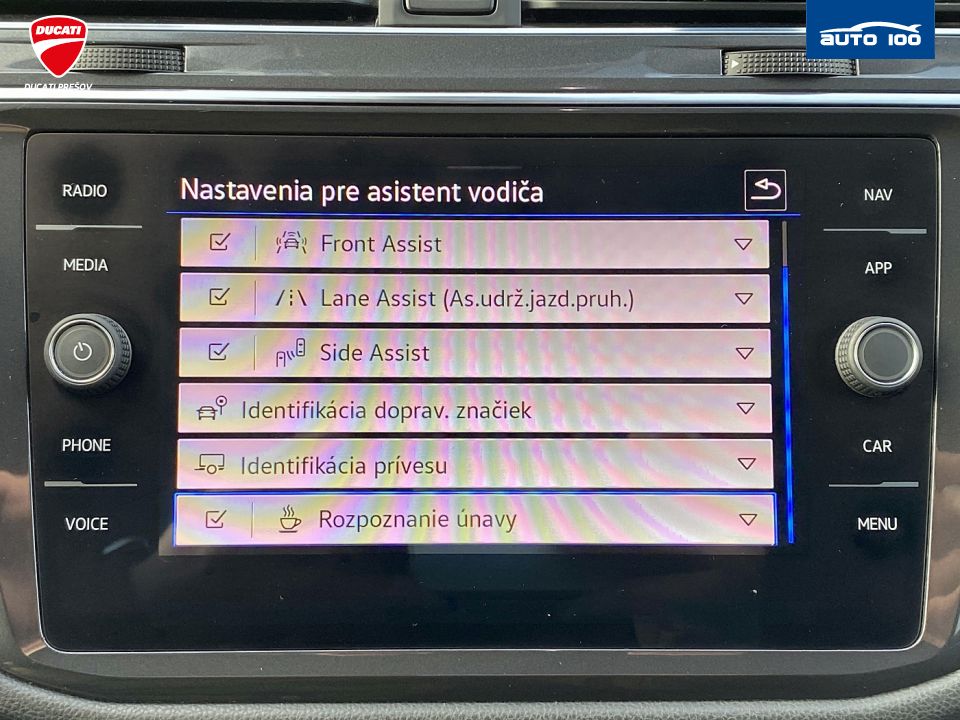 DUCATI
DUCATI PREŠOV
AUTO 100
RADIO
MEDIA
PHONE
VOICE
Nastavenia pre asistent vodiča
Front Assist
Lane Assist (As.udrž.jazd.pruh.)
Side Assist
Identifikácia doprav. značiek
Identifikácia prívesu
Rozpoznanie únavy
NAV
APP
CAR
MENU